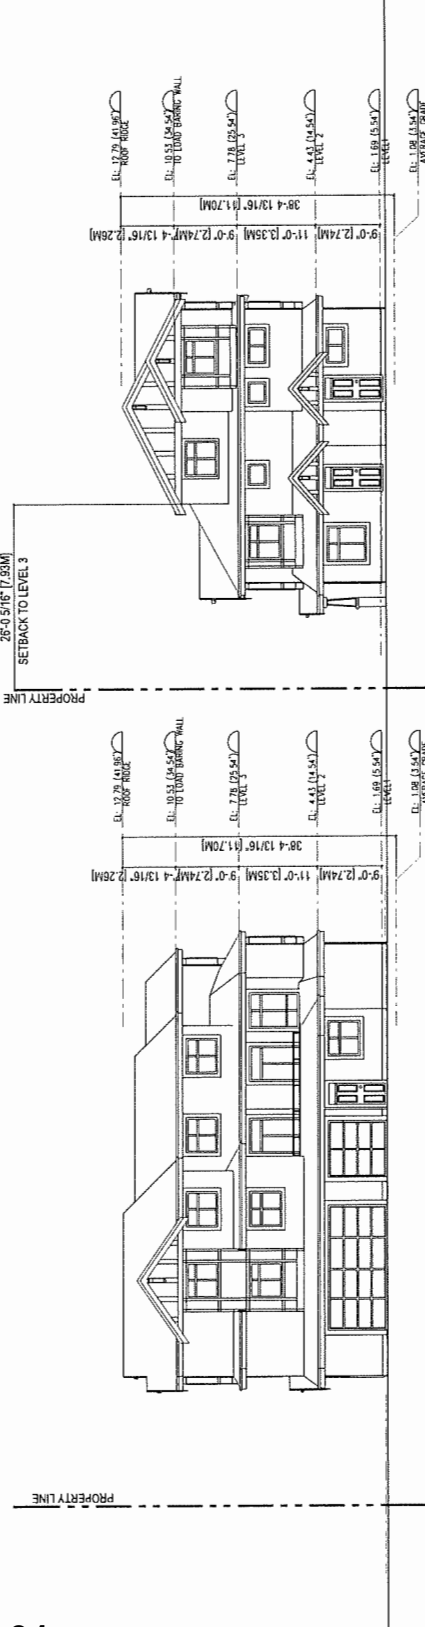 EL: 12.79 (41.96')
ROOF RIDGE
EL: 10.53 (34.54')
TO LOAD BARING WALL
EL: 7.78 (25.54')
LEVEL 3
EL: 4.43 (14.54')
LEVEL 2
EL: 1.69 (5.54')
LEVEL1
EL: 1.08 (3.54')
AVERAGE GRADE
38'-4 13/16" [11.70M]
9'-0" [2.74M]
11'-0" [3.35M]
9'-0" [2.74M]
'-4 13/16" [2.26M]
26'-0 5/16" [7.93M]
SETBACK TO LEVEL 3
PROPERTY LINE
EL: 12.79 (41.96')
ROOF RIDGE
EL: 10.53 (34.54')
TO LOAD BARING WALL
EL: 7.78 (25.54')
LEVEL 3
EL: 4.43 (14.54')
LEVEL 2
EL: 1.69 (5.54')
LEVEL1
EL: 1.08 (3.54')
AVERAGE GRADE
38'-4 13/16" [11.70M]
9'-0" [2.74M]
11'-0" [3.35M]
9'-0" [2.74M]
'-4 13/16" [2.26M]
PROPERTY LINE